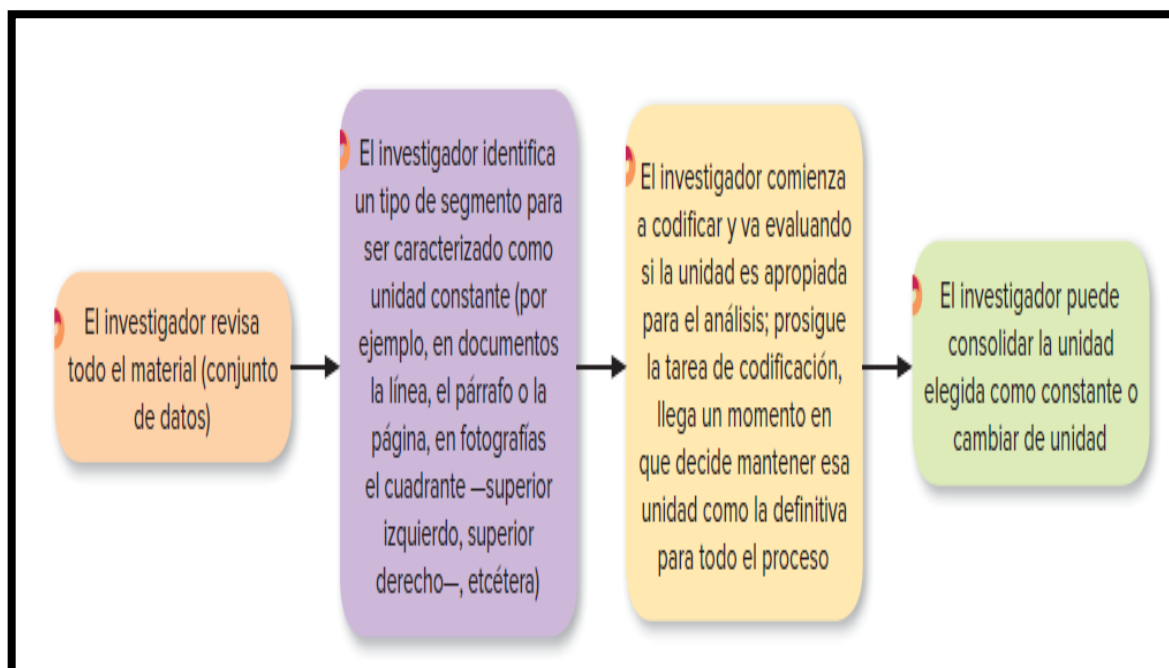 El investigador revisa
todo el material (conjunto
de datos)
El investigador identifica
un tipo de segmento para
ser caracterizado como
unidad constante (por
ejemplo, en documentos
la línea, el párrafo o la
página, en fotografías
el cuadrante —superior
izquierdo, superior
derecho—, etcétera)
El investigador comienza
a codificar y va evaluando
si la unidad es apropiada
para el análisis; prosigue
la tarea de codificación,
llega un momento en
que decide mantener esa
unidad como la definitiva
para todo el proceso
El investigador puede
consolidar la unidad
elegida como constante o
cambiar de unidad